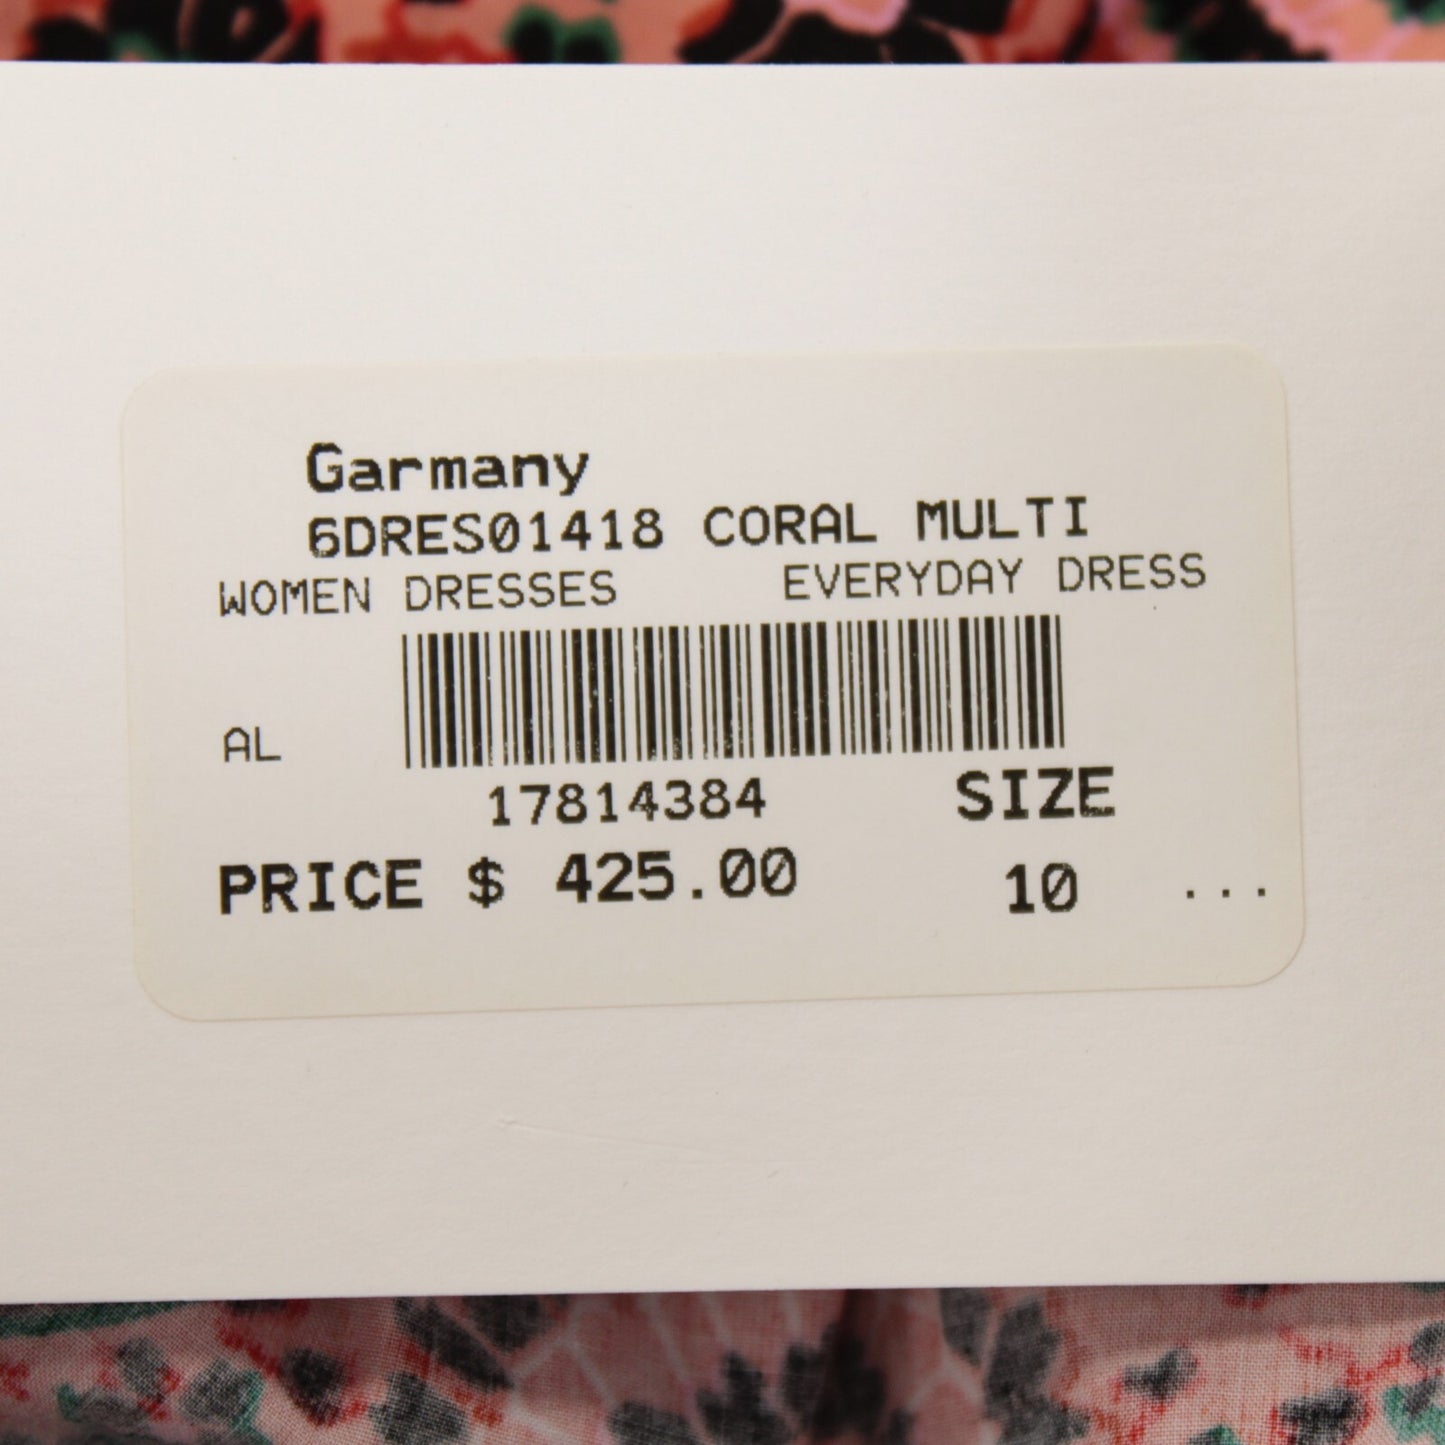 Garmany
6DRES01418 CORAL MULTI
WOMEN DRESSES EVERYDAY DRESS
AL
17814384 SIZE
PRICE $ 425.00 10 ...